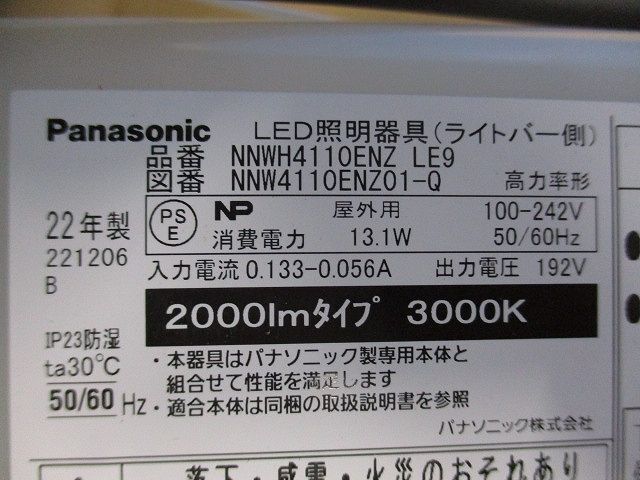 Panasonic LED照明器具(ライトバー側)
品番 NNWH4110ENZ LE9
図番 NNW4110ENZ01-Q 高力率形
22年製
221206
B
PS
E
NP 屋外用 100-242V
消費電力 13.1W 50/60Hz
入力電流 0.133-0.056A 出力電圧 192V
2000lmタイプ 3000K
IP23防湿
ta30℃
50/60 Hz
・本器具はパナソニック製専用本体と
組合せて性能を満足します
・適合本体は同梱の取扱説明書を参照
パナソニック株式会社
落下・感電・火災のおそれあり